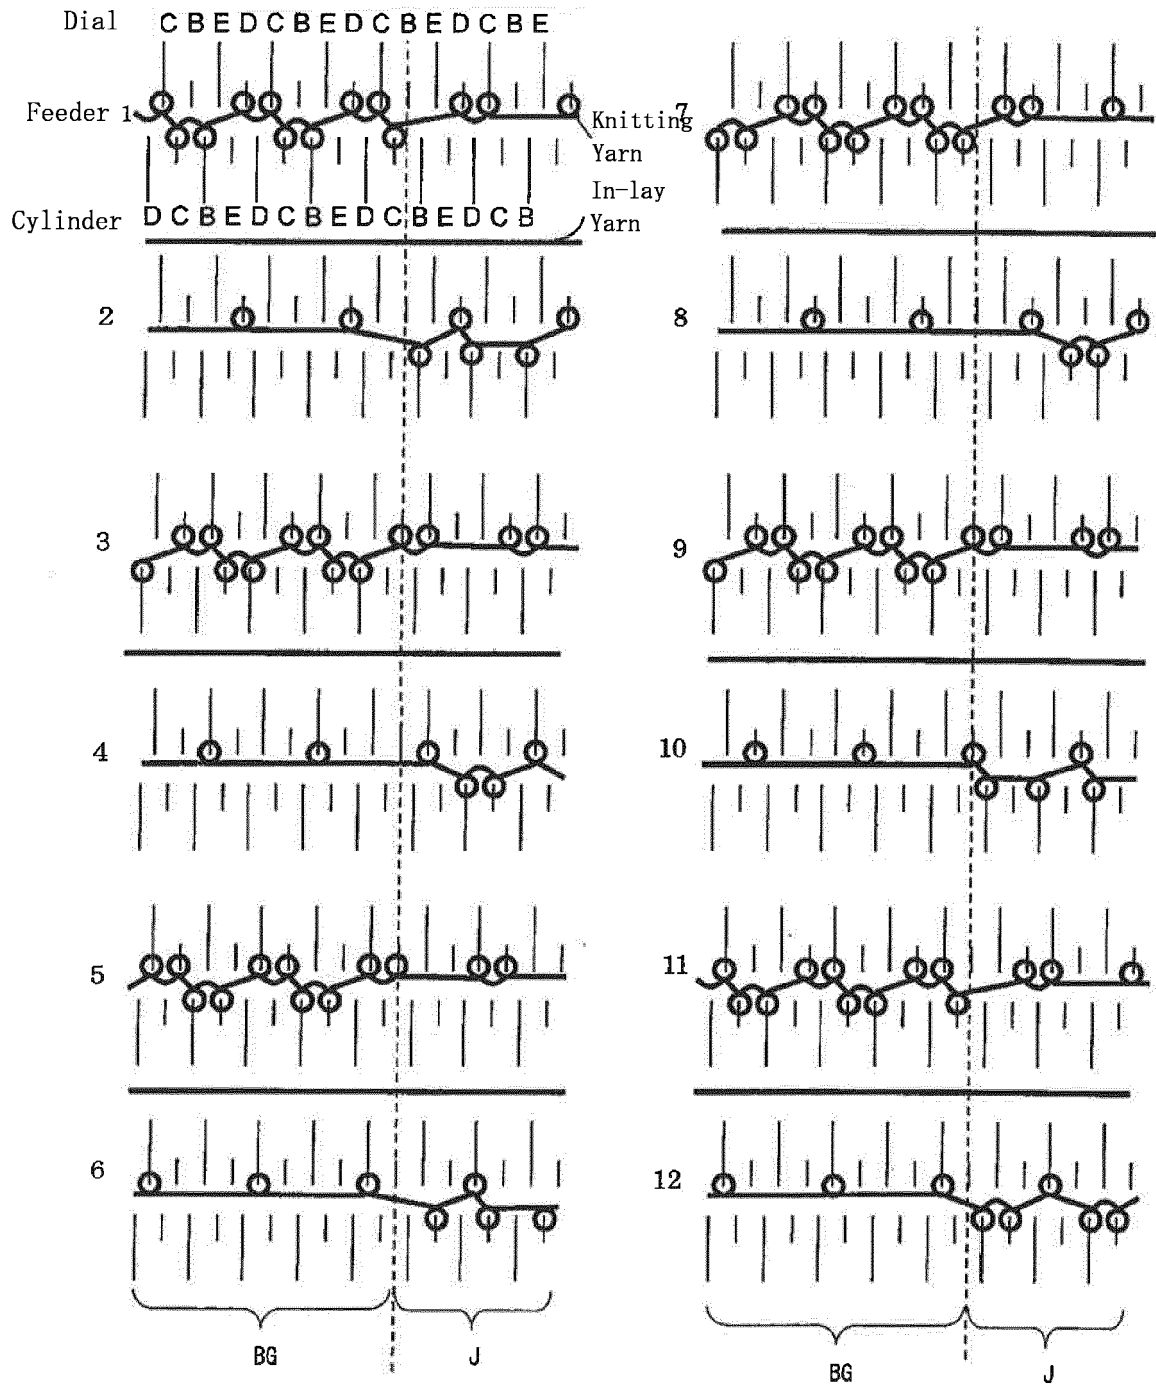 Dial C B E D C B E D C B E D C B E
Feeder 1
Knitting
Yarn
Cylinder D C B E D C B E D C B E D C B
In-lay
Yarn
2
3
4
5
6
BG J
7
8
9
10
11
12
BG J